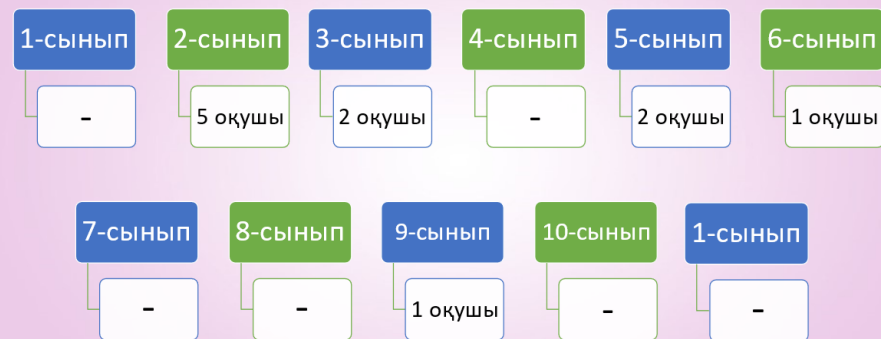 1-сынып 2-сынып 3-сынып 4-сынып 5-сынып 6-сынып
- 5 оқушы 2 оқушы - 2 оқушы 1 оқушы
7-сынып 8-сынып 9-сынып 10-сынып 1-сынып
- - 1 оқушы - -